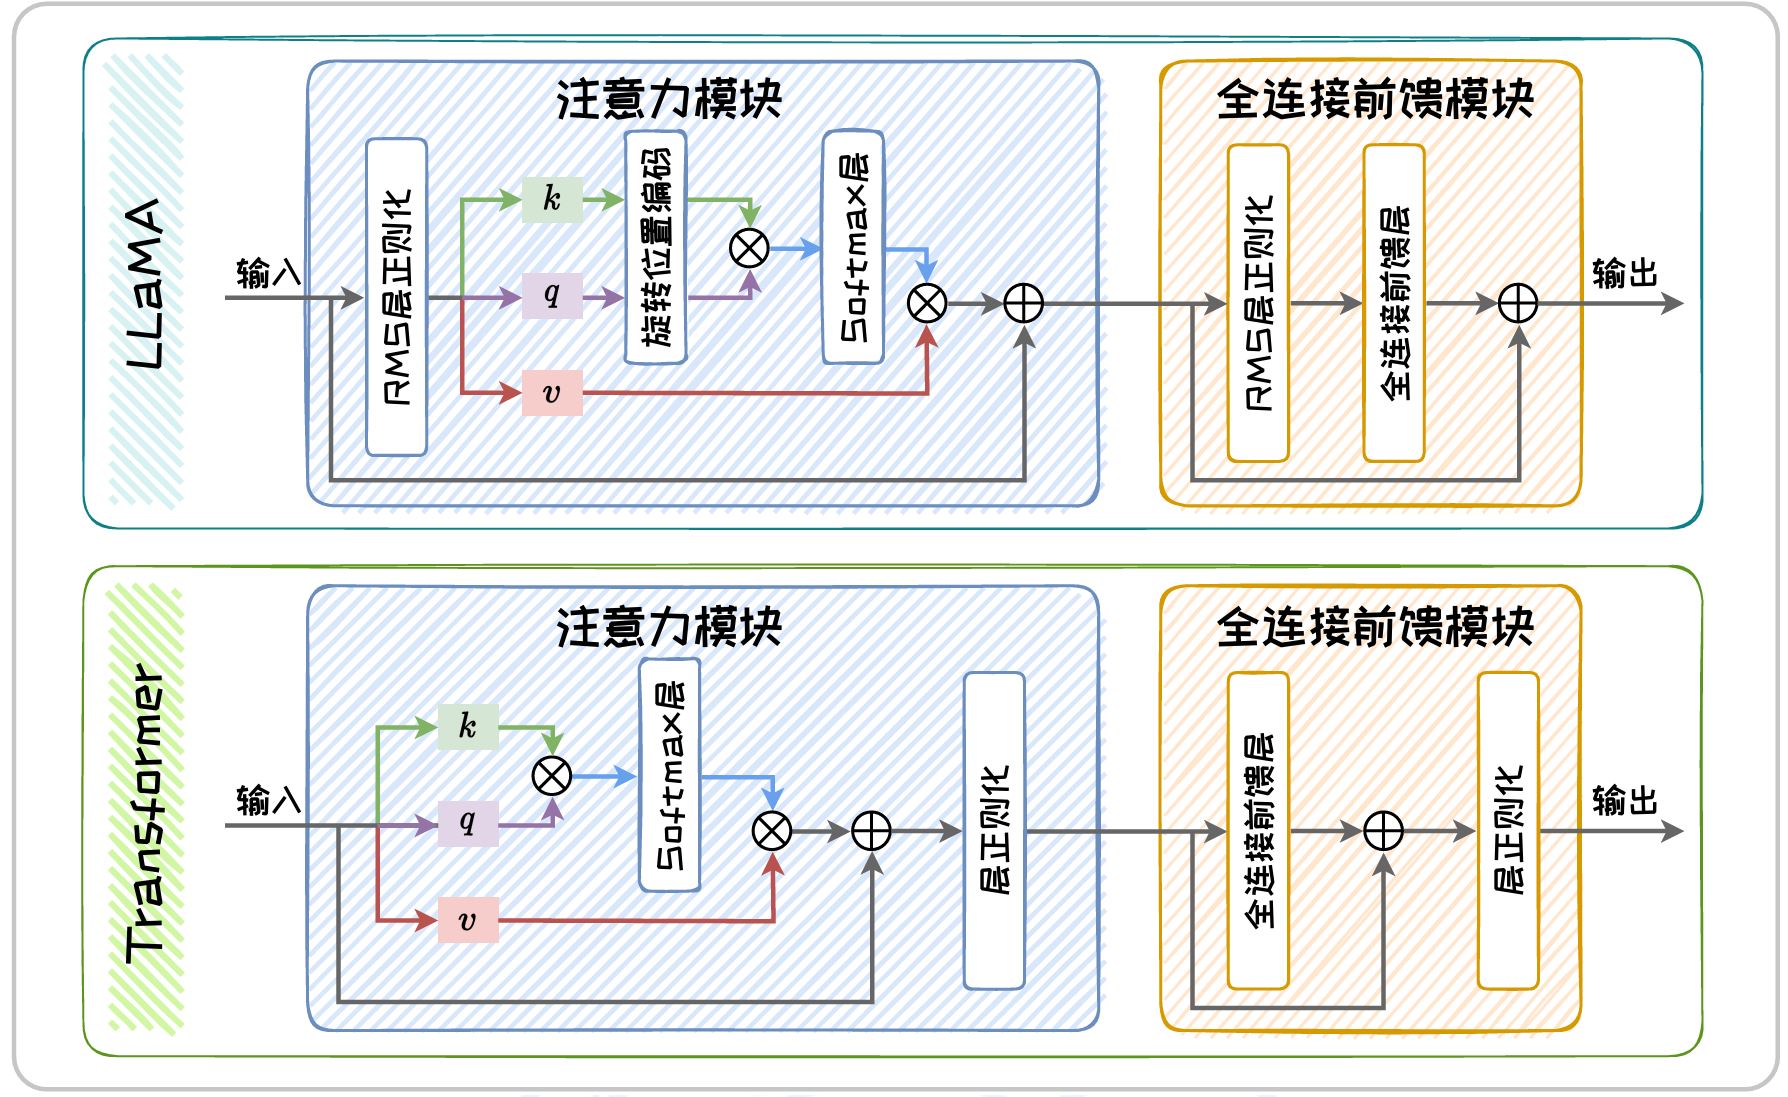 LLaMA
输入
注意力模块
RMS层正则化
k
q
v
旋转位置编码
Softmax层
全连接前馈模块
RMS层正则化
全连接前馈层
输出
Transformer
输入
注意力模块
k
q
v
Softmax层
层正则化
全连接前馈模块
全连接前馈层
层正则化
输出